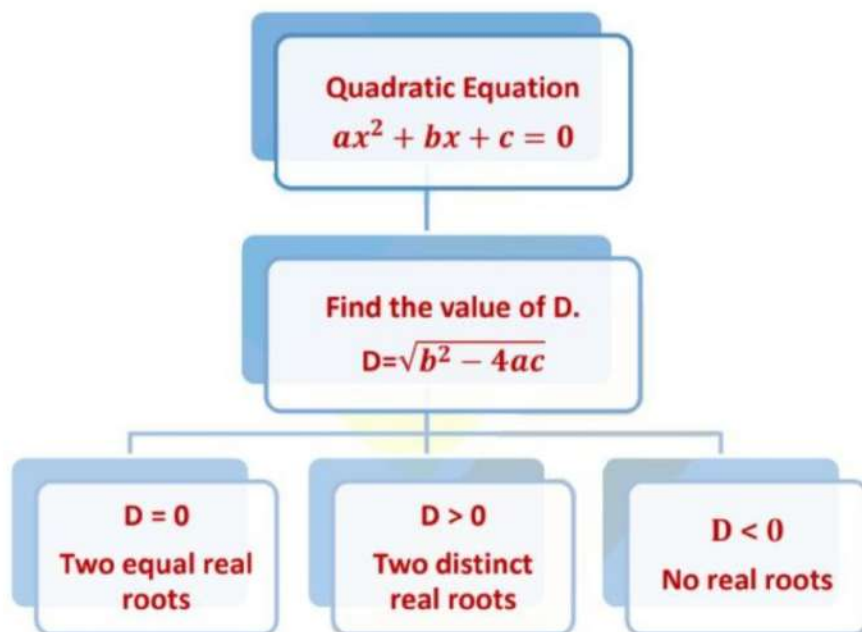 Quadratic Equation
ax² + bx + c = 0
Find the value of D.
D=√b² − 4ac
D = 0
Two equal real
roots
D > 0
Two distinct
real roots
D < 0
No real roots